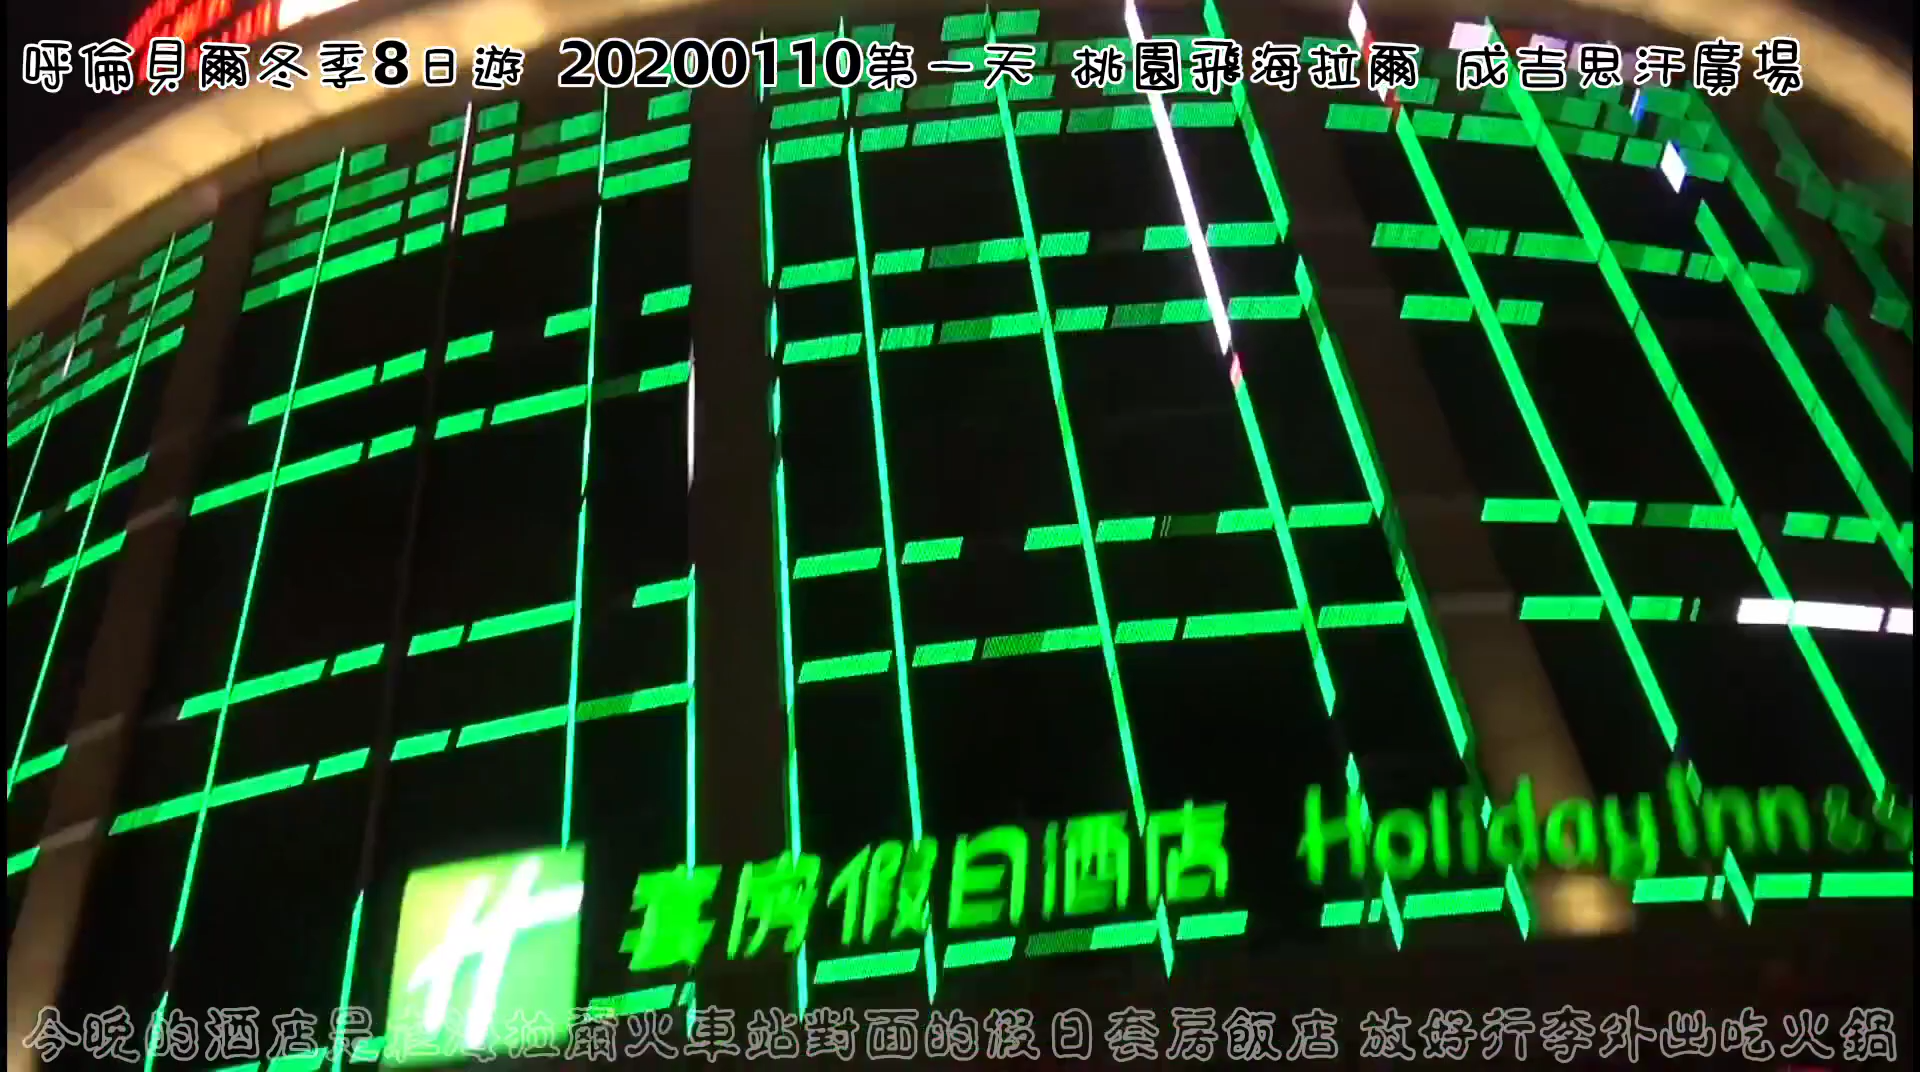 呼倫貝爾冬季8日遊 20200110第一天 桃園飛海拉爾 成吉思汗廣場
套房假日酒店 Holiday Inn
今晚的酒店是在海拉爾火車站對面的假日套房飯店 放好行李外出吃火鍋